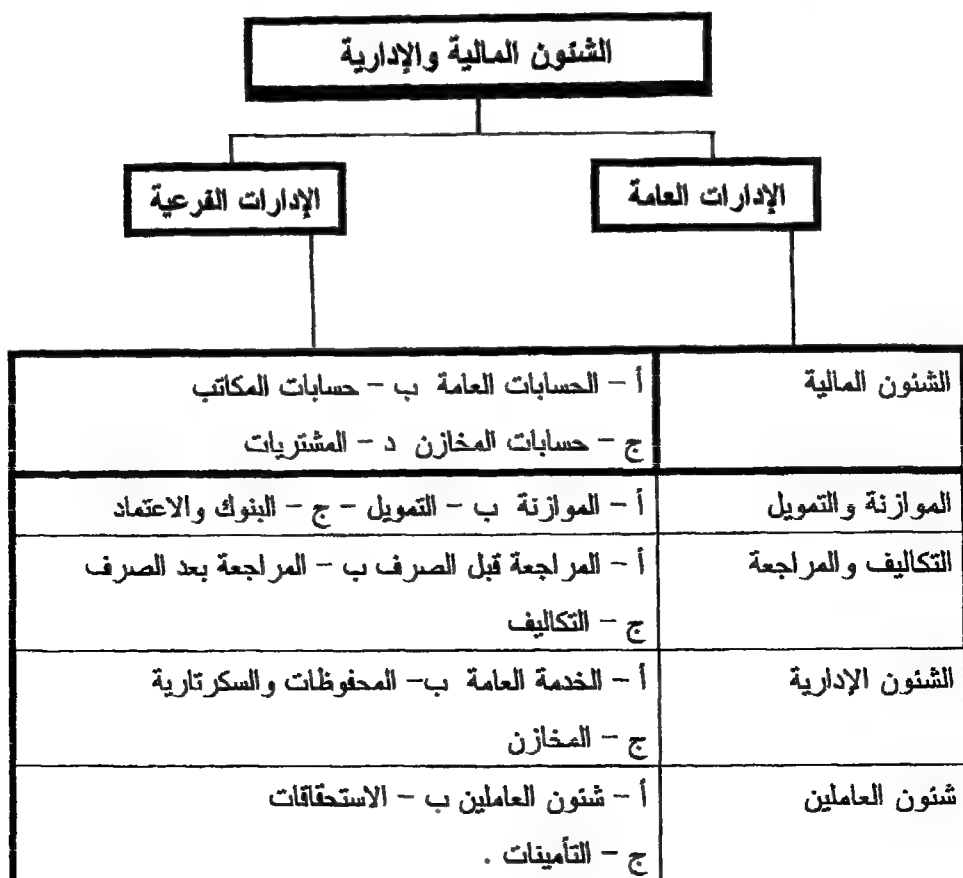 الشئون المالية والإدارية
الإدارات العامة
الإدارات الفرعية
الشئون المالية
أ – الحسابات العامة ب – حسابات المكاتب
ج – حسابات المخازن د – المشتريات
الموازنة والتمويل
أ – الموازنة ب – التمويل – ج – البنوك والاعتماد
التكاليف والمراجعة
أ – المراجعة قبل الصرف ب – المراجعة بعد الصرف
ج – التكاليف
الشئون الإدارية
أ – الخدمة العامة ب– المحفوظات والسكرتارية
ج – المخازن
شئون العاملين
أ – شئون العاملين ب – الاستحقاقات
ج – التأمينات .